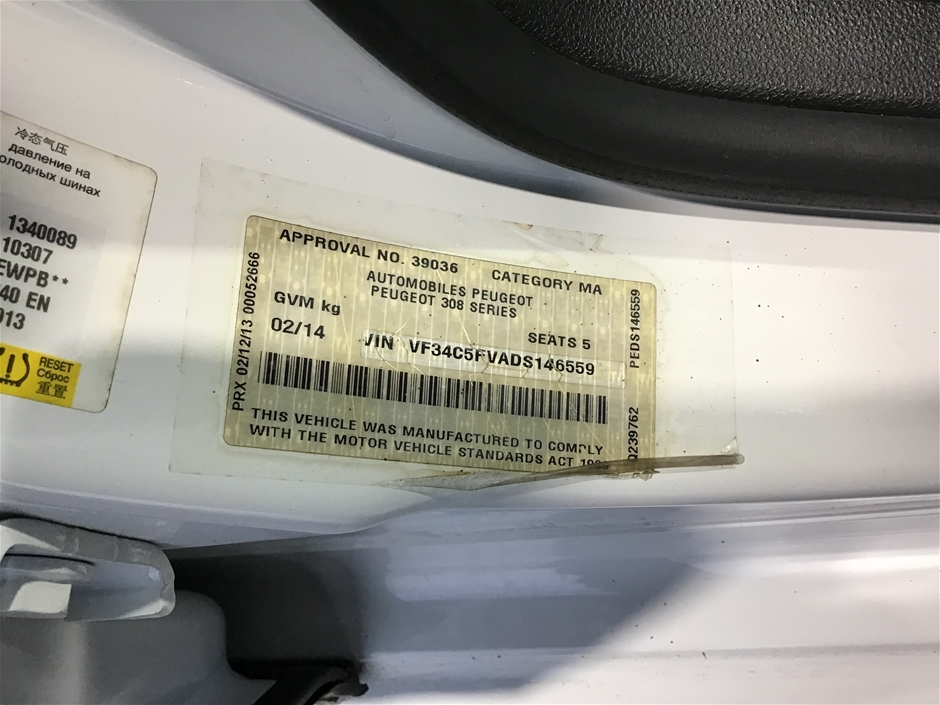 冷态气压
давление на
холодных шинах
1340089
10307
EWPB**
40 EN
013
RESET
Сброс
重置
APPROVAL NO. 39036 CATEGORY MA
AUTOMOBILES PEUGEOT
PEUGEOT 308 SERIES
GVM kg
SEATS 5
02/14
VIN VF34C5FVADS146559
THIS VEHICLE WAS MANUFACTURED TO COMPLY
WITH THE MOTOR VEHICLE STANDARDS ACT
PRX 02/12/13 00052666
PEDS146559
Q239762